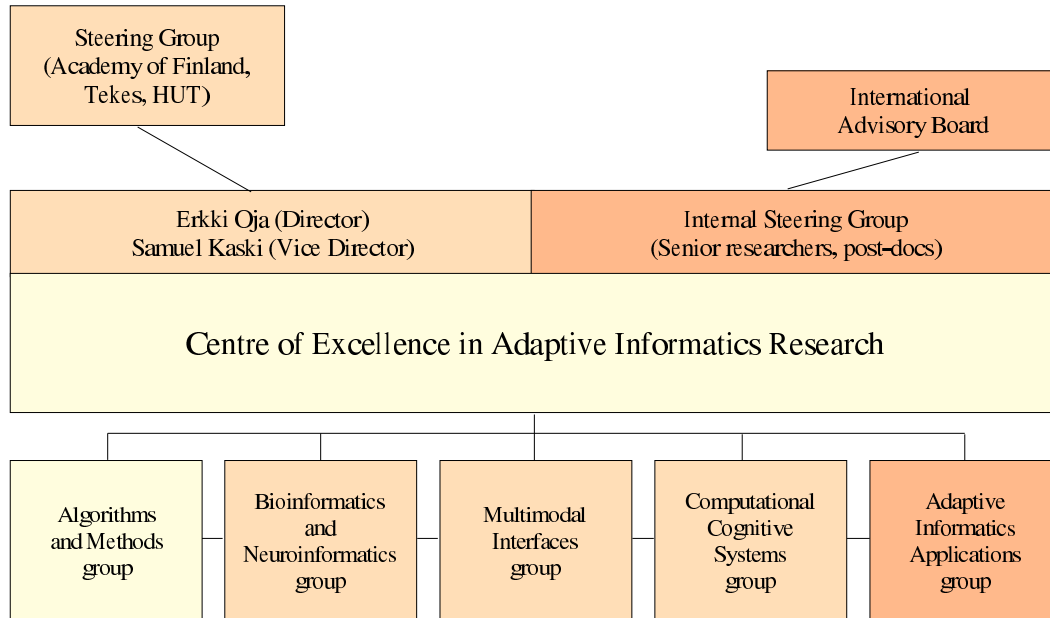 Steering Group
(Academy of Finland,
Tekes, HUT)
International
Advisory Board
Erkki Oja (Director)
Samuel Kaski (Vice Director)
Internal Steering Group
(Senior researchers, post-docs)
Centre of Excellence in Adaptive Informatics Research
Algorithms
and Methods
group
Bioinformatics
and
Neuroinformatics
group
Multimodal
Interfaces
group
Computational
Cognitive
Systems
group
Adaptive
Informatics
Applications
group